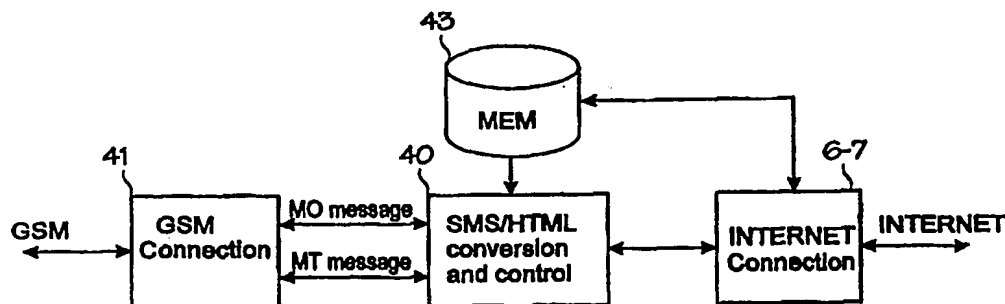 43
MEM
41
40
6-7
GSM
GSM
Connection
MO message
MT message
SMS/HTML
conversion
and control
INTERNET
Connection
INTERNET